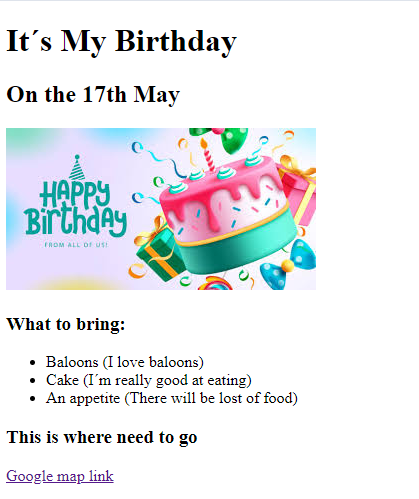 It´s My Birthday
On the 17th May
HAPPY
BirthDAY
FROM ALL OF US!
What to bring:
• Baloons (I love baloons)
• Cake (I´m really good at eating)
• An appetite (There will be lost of food)
This is where need to go
Google map link